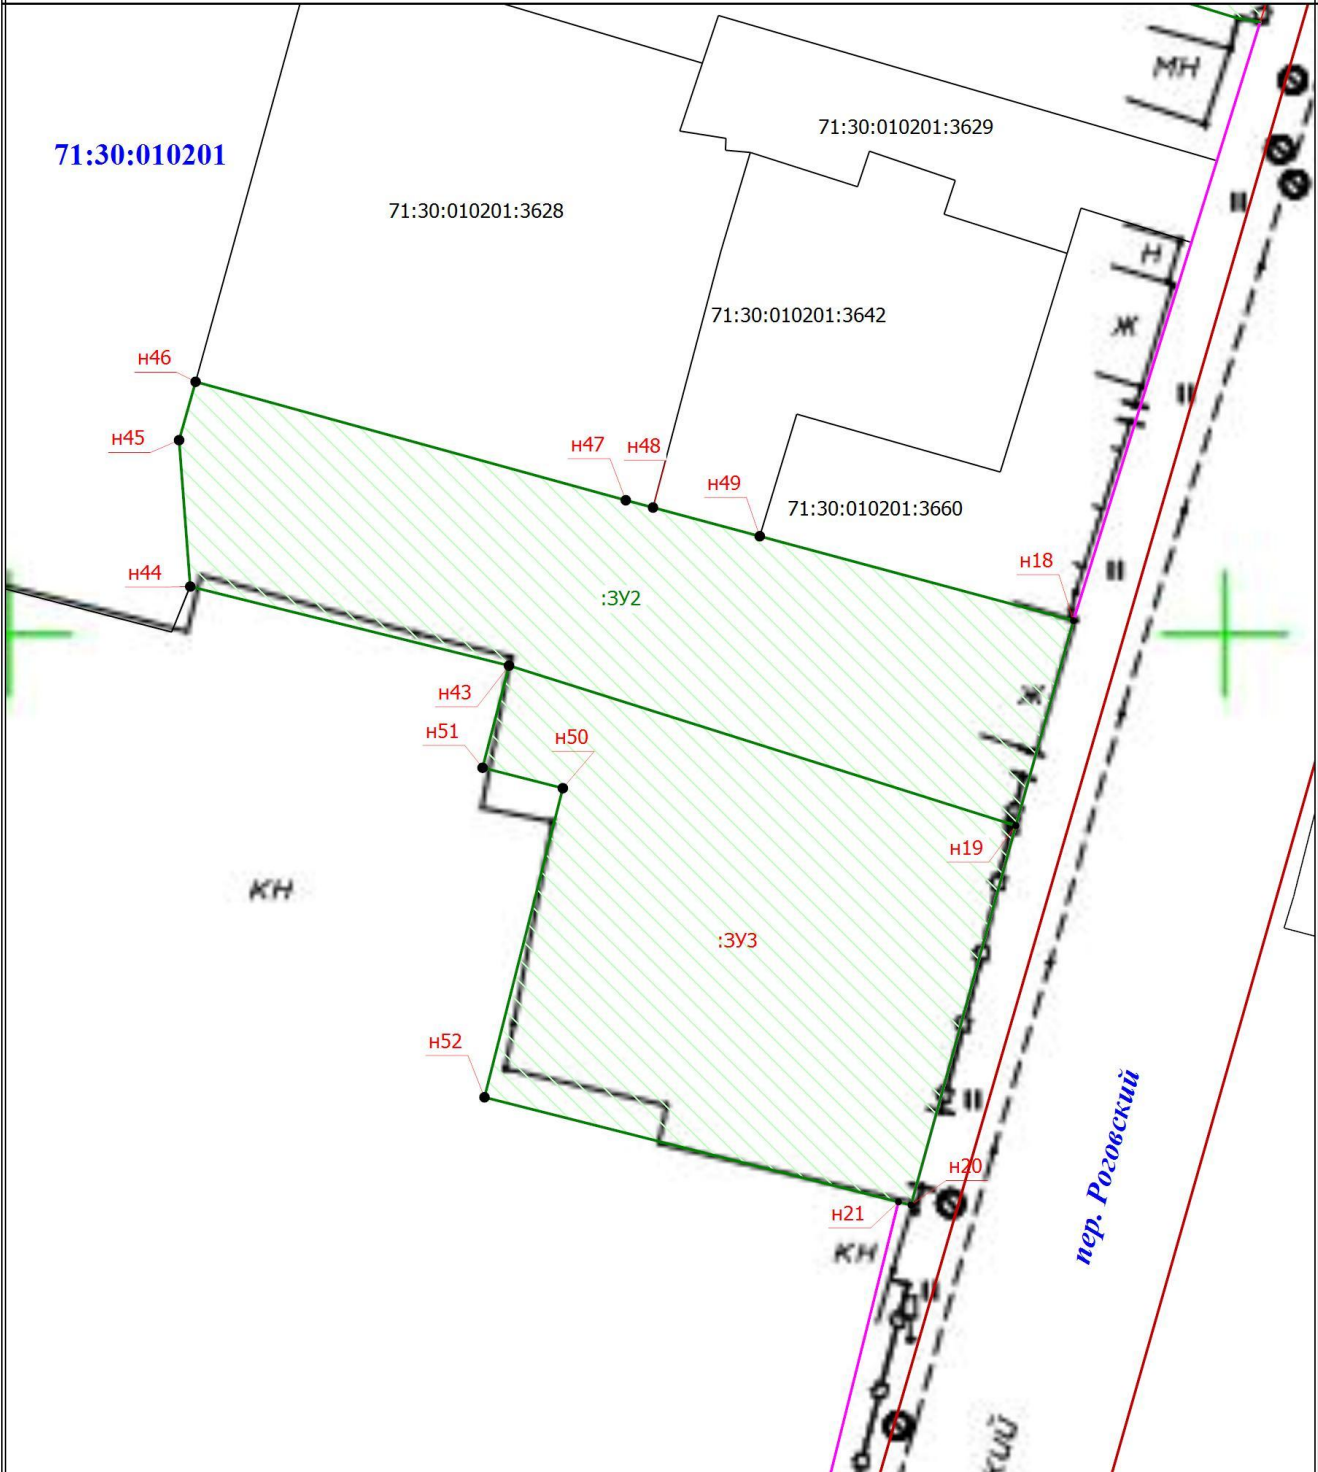 МН
71:30:010201:3629
71:30:010201
71:30:010201:3628
Н
71:30:010201:3642
Ж
н46
н45
н47
н48
н49
71:30:010201:3660
н18
н44
:ЗУ2
н43
Ж
н51
н50
н19
КН
:ЗУ3
н52
пер. Роговский
н20
н21
КН
кий